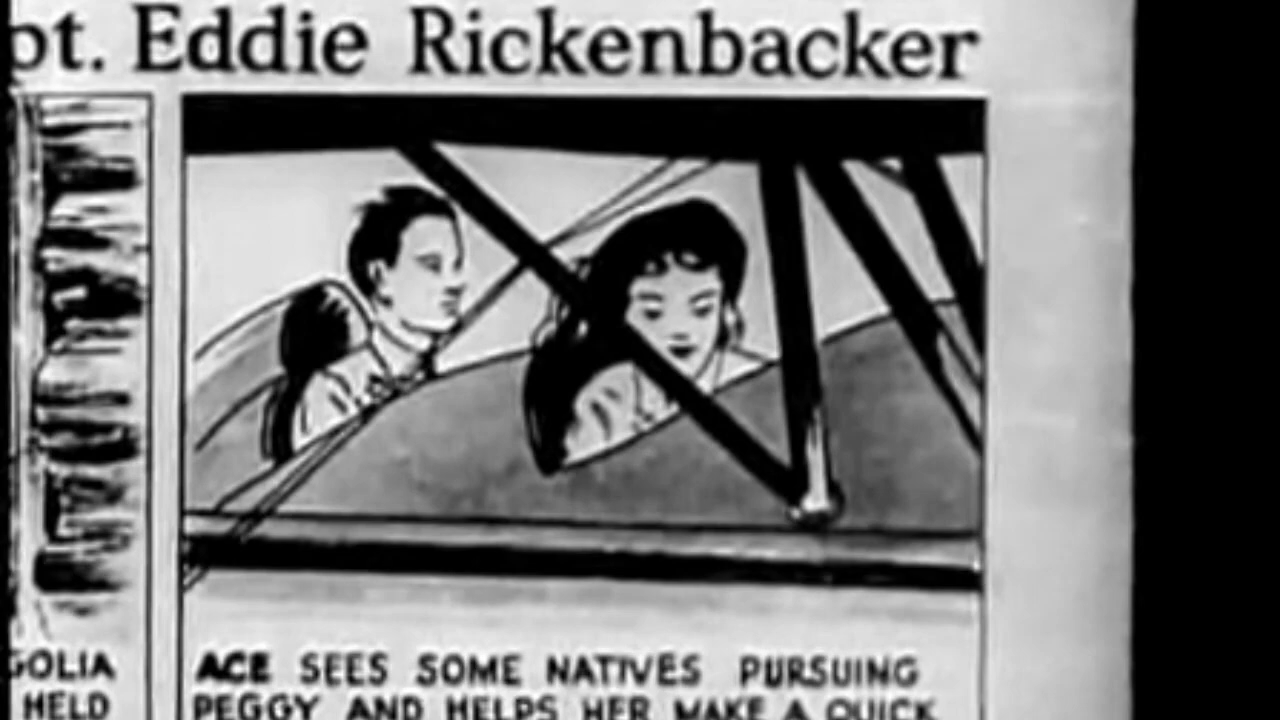 pt. Eddie Rickenbacker
GOLIA
HELD
ACE SEES SOME NATIVES PURSUING
PEGGY AND HELPS HER MAKE A QUICK